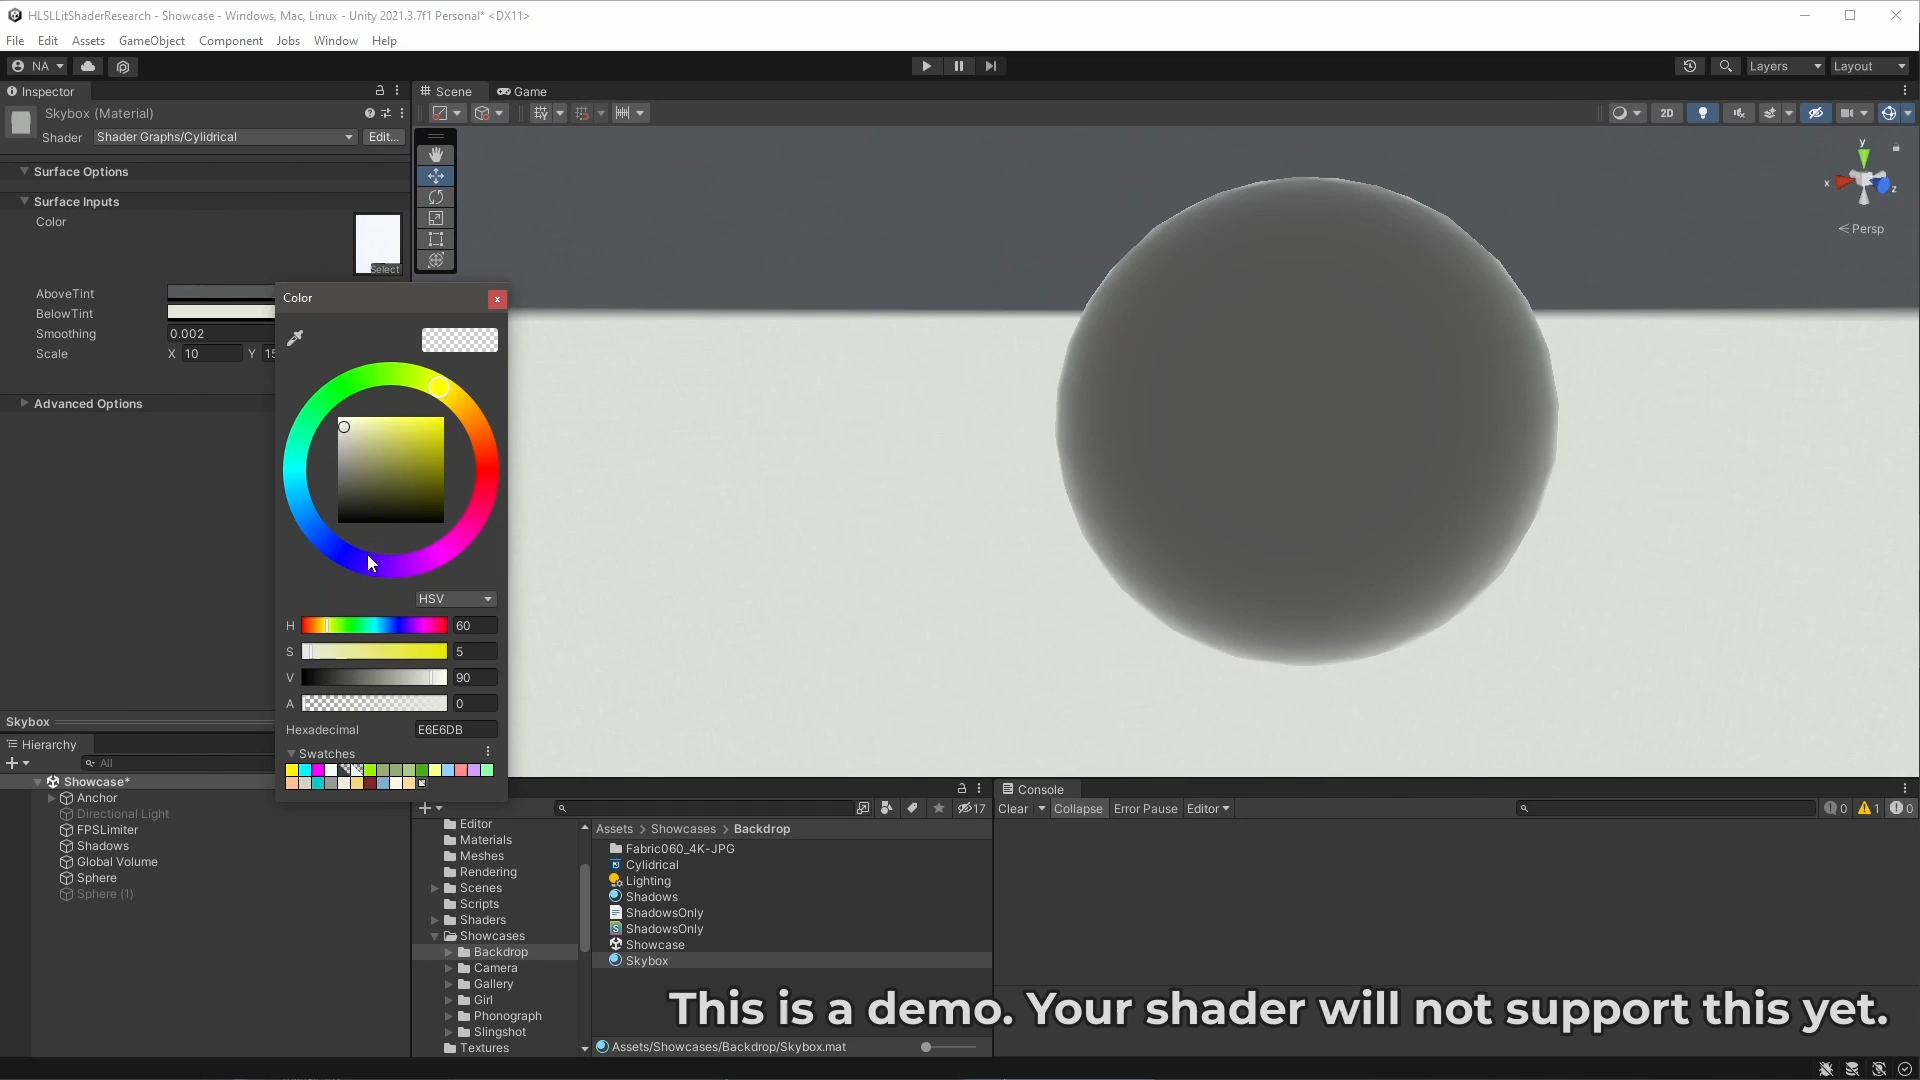 HLSLLitShaderResearch - Showcase - Windows, Mac, Linux - Unity 2021.3.7f1 Personal* <DX11>
File Edit Assets GameObject Component Jobs Window Help
NA
Layers
Layout
Inspector
Skybox (Material)
Shader
Shader Graphs/Cylidrical
Edit...
Surface Options
Surface Inputs
Color
Select
AboveTint
BelowTint
Smoothing
0.002
Scale
X 10
Y 15
Advanced Options
Color
x
HSV
H
60
S
5
V
90
A
0
Hexadecimal
E6E6DB
Swatches
Scene
Game
2D
y
x
z
Persp
Skybox
Hierarchy
All
Showcase*
Anchor
Directional Light
FPSLimiter
Shadows
Global Volume
Sphere
Sphere (1)
17
Editor
Materials
Meshes
Rendering
Scenes
Scripts
Shaders
Showcases
Backdrop
Camera
Gallery
Girl
Phonograph
Slingshot
Textures
Assets > Showcases > Backdrop
Fabric060_4K-JPG
Cylidrical
Lighting
Shadows
ShadowsOnly
ShadowsOnly
Showcase
Skybox
Assets/Showcases/Backdrop/Skybox.mat
Console
Clear
Collapse
Error Pause
Editor
0
1
0
This is a demo. Your shader will not support this yet.